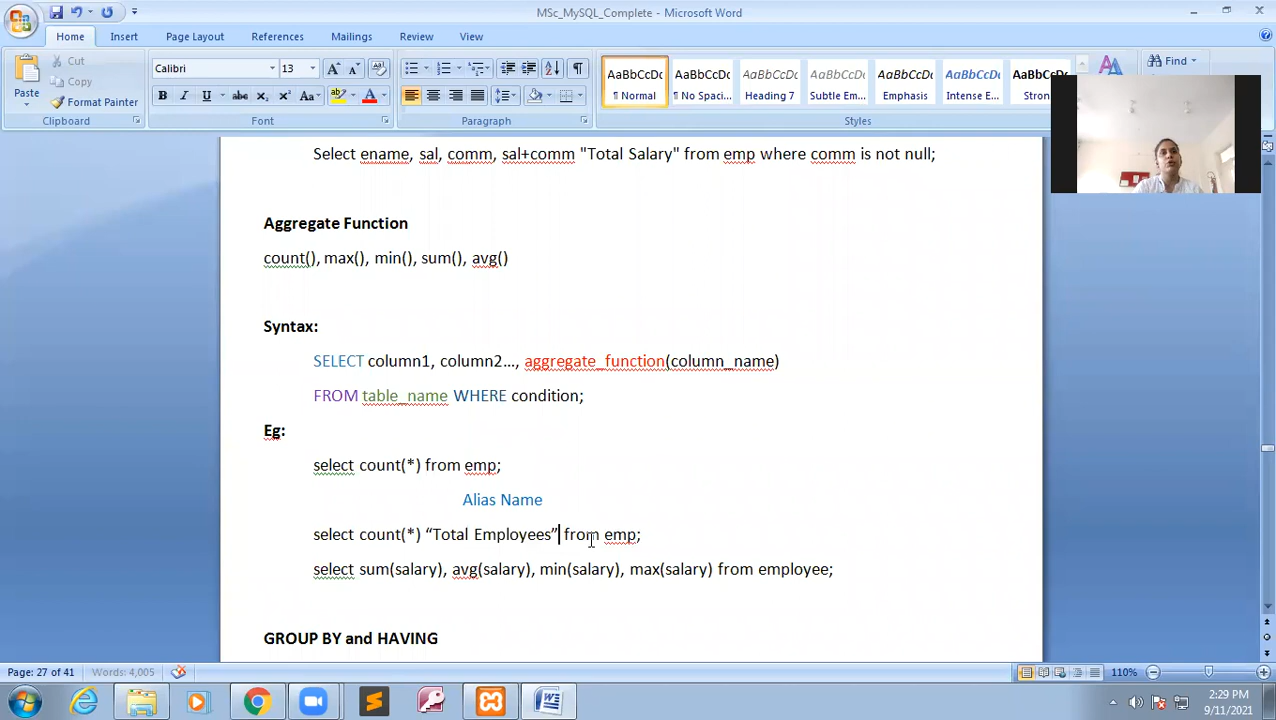 MSc_MySQL_Complete - Microsoft Word
Home Insert Page Layout References Mailings Review View
Cut
Copy
Format Painter
Paste
Clipboard
Calibri 13
Font
Paragraph
AaBbCcDc AaBbCcDc AaBbCcDc AaBbCcDc AaBbCcDc AaBbCcDc AaBbCcDc
¶ Normal ¶ No Spaci... Heading 7 Subtle Em... Emphasis Intense E... Stron
Styles
Find
Select ename, sal, comm, sal+comm "Total Salary" from emp where comm is not null;
Aggregate Function
count(), max(), min(), sum(), avg()
Syntax:
SELECT column1, column2..., aggregate_function(column_name)
FROM table_name WHERE condition;
Eg:
select count(*) from emp;
Alias Name
select count(*) “Total Employees” from emp;
select sum(salary), avg(salary), min(salary), max(salary) from employee;
GROUP BY and HAVING
Page: 27 of 41 Words: 4,005 110%
2:29 PM
9/11/2021